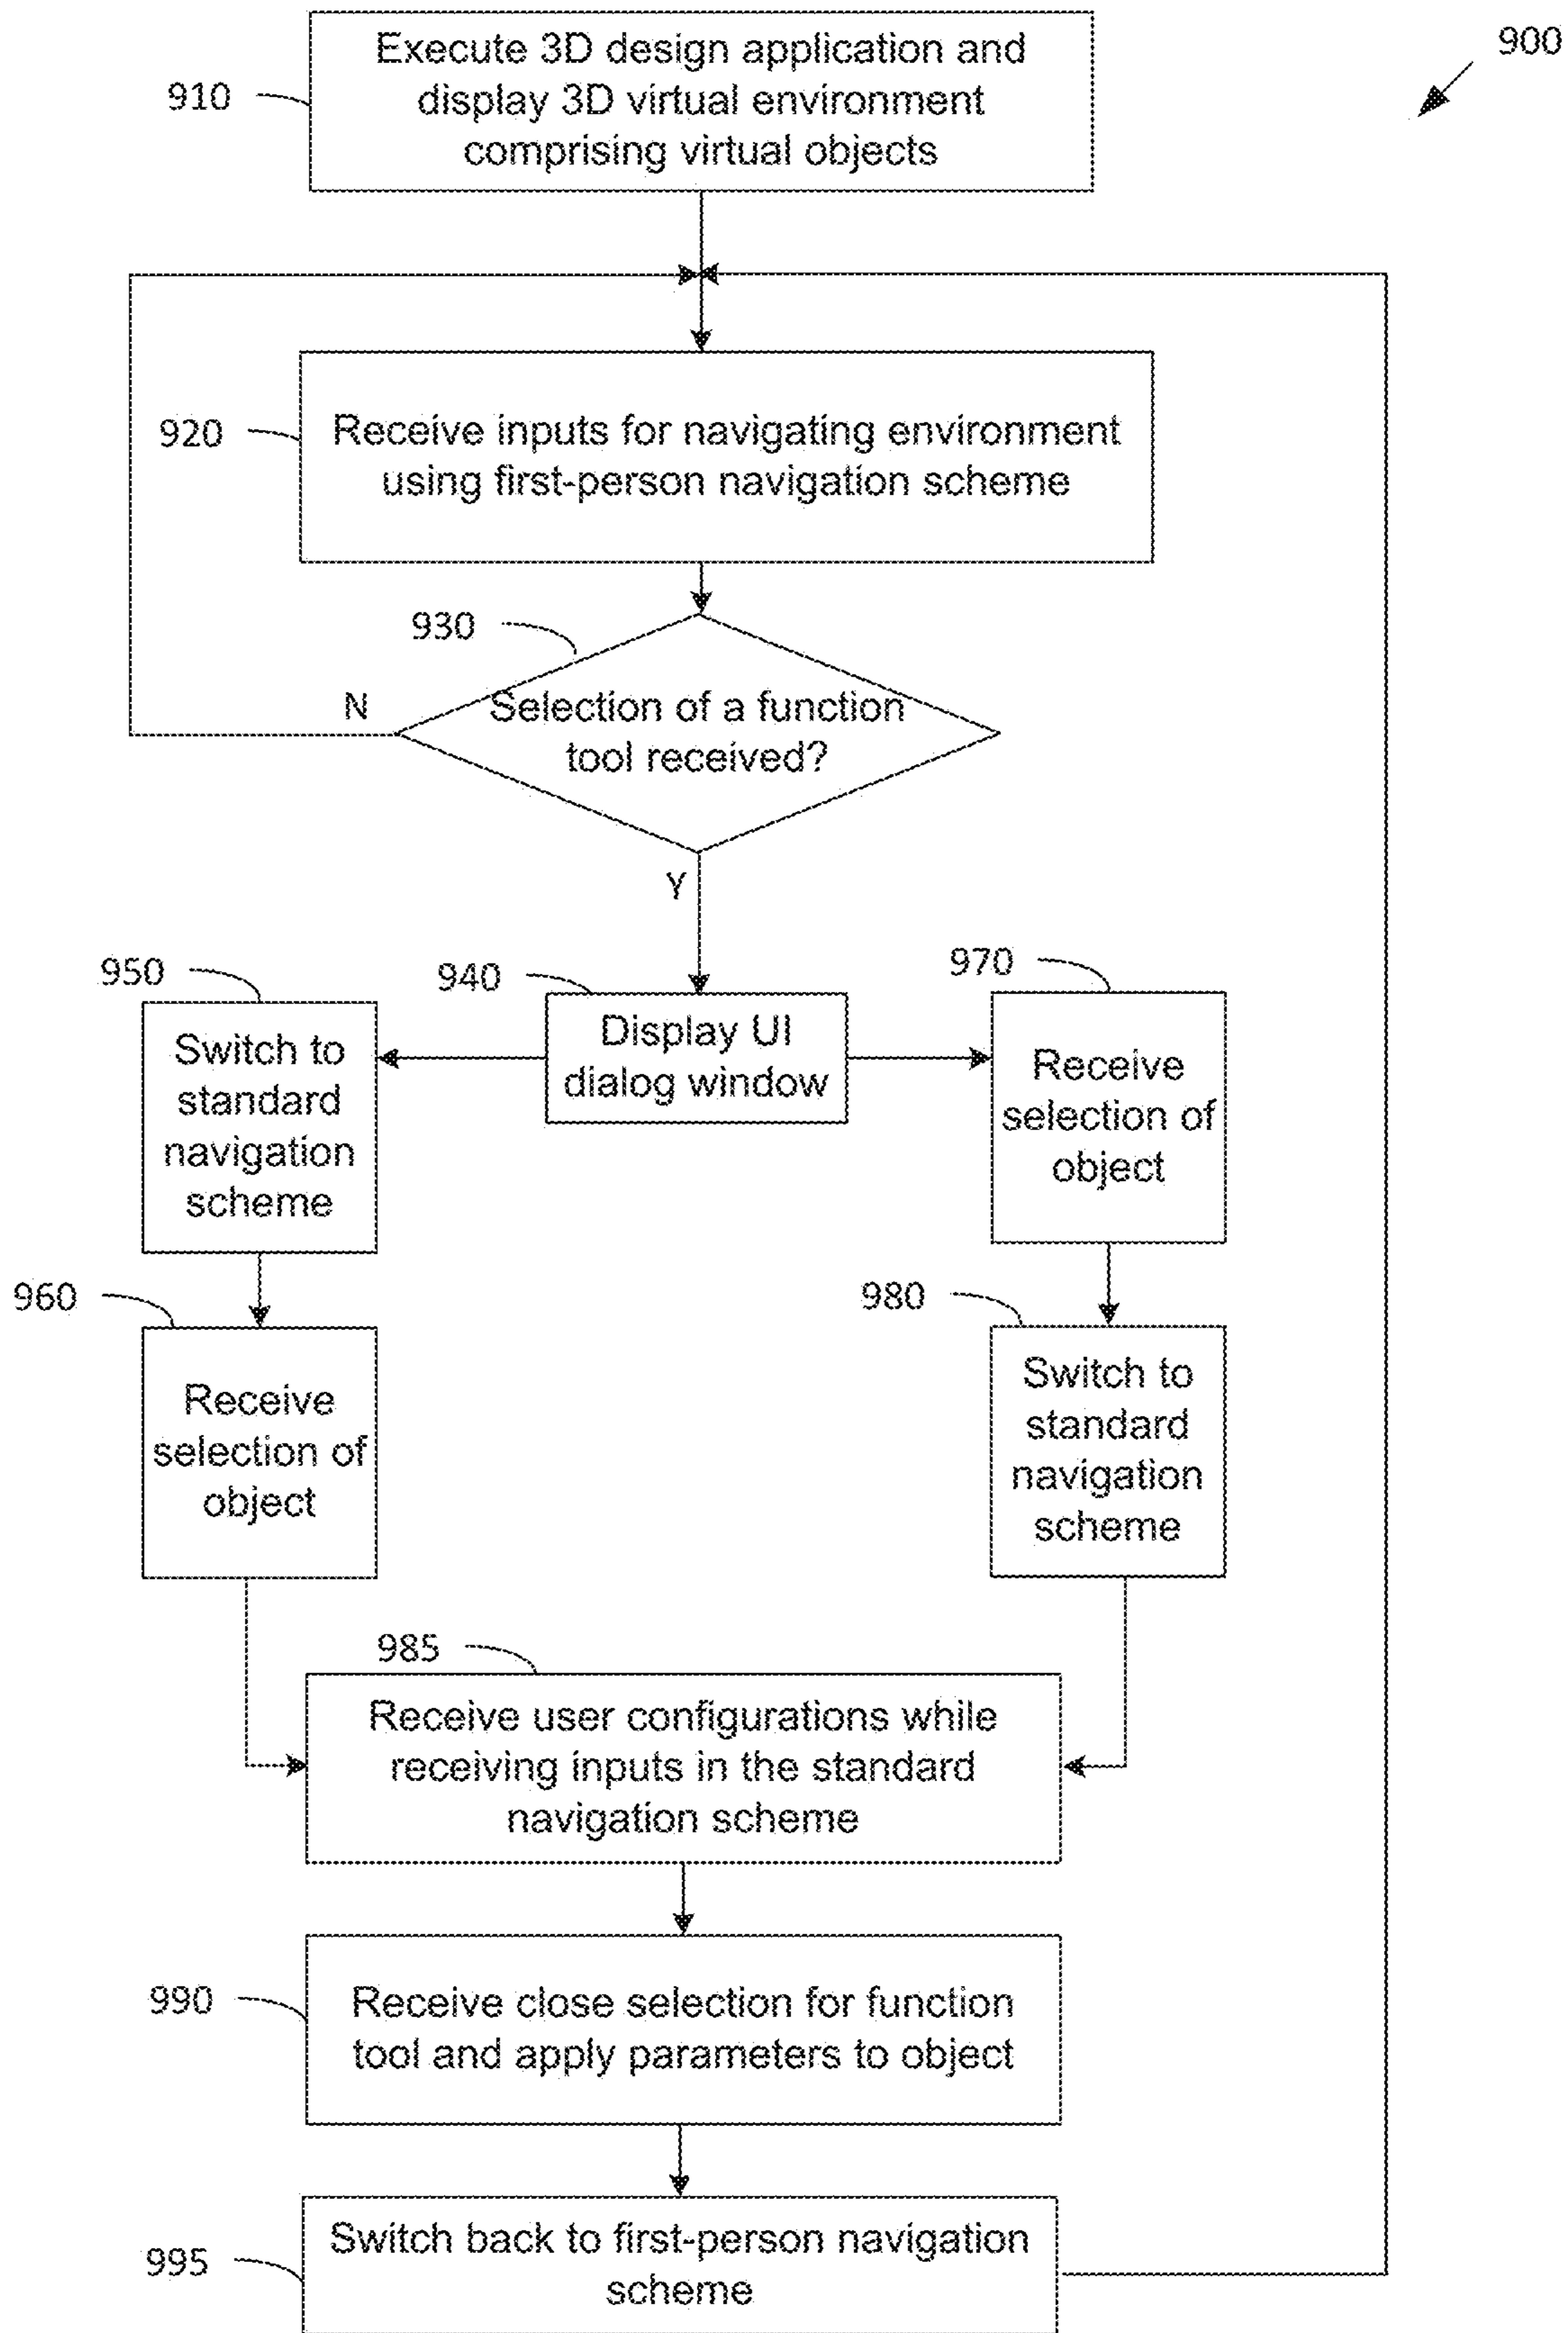 900
Execute 3D design application and
display 3D virtual environment
comprising virtual objects
910
920
Receive inputs for navigating environment
using first-person navigation scheme
930
N
Selection of a function
tool received?
Y
950
940
970
Switch to
standard
navigation
scheme
Display UI
dialog window
Receive
selection of
object
960
980
Receive
selection of
object
Switch to
standard
navigation
scheme
985
Receive user configurations while
receiving inputs in the standard
navigation scheme
990
Receive close selection for function
tool and apply parameters to object
995
Switch back to first-person navigation
scheme